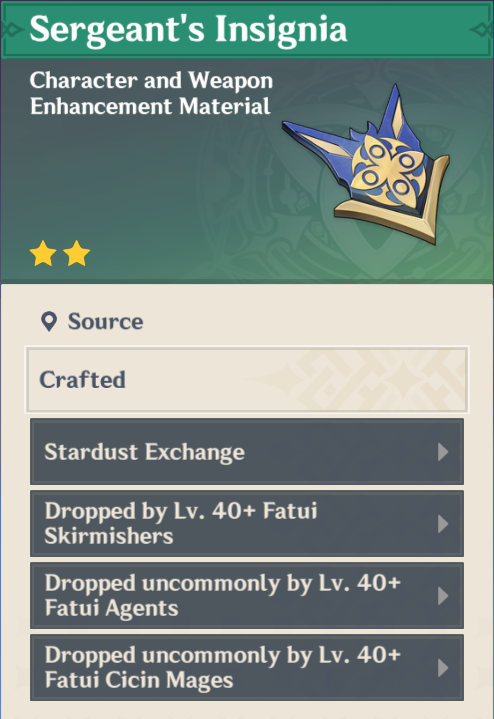 Sergeant's Insignia
Character and Weapon
Enhancement Material
Source
Crafted
Stardust Exchange
Dropped by Lv. 40+ Fatui
Skirmishers
Dropped uncommonly by Lv. 40+
Fatui Agents
Dropped uncommonly by Lv. 40+
Fatui Cicin Mages